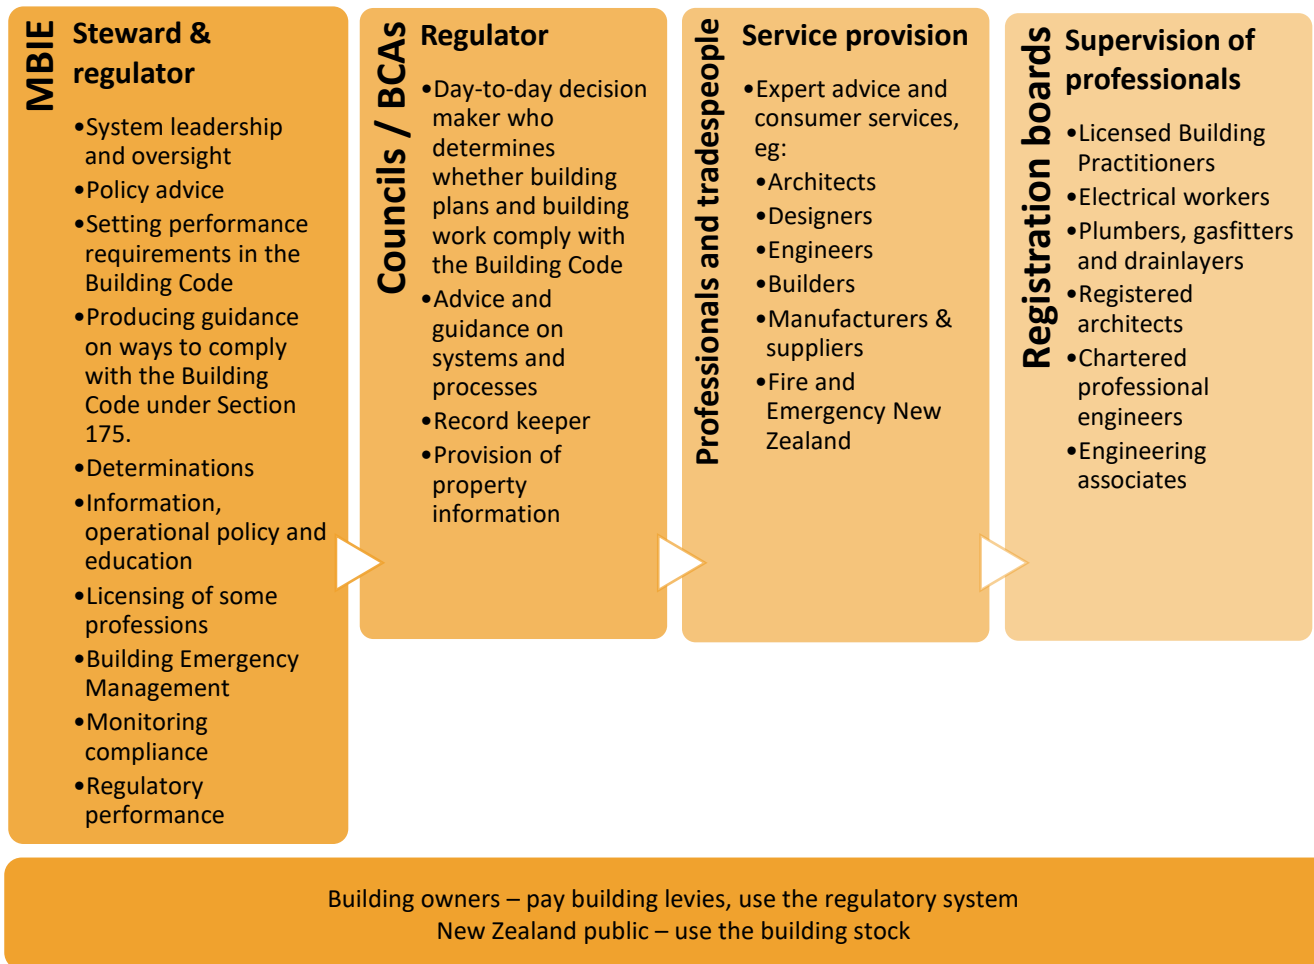 MBIE
Steward &
regulator
•System leadership
and oversight
•Policy advice
•Setting performance
requirements in the
Building Code
•Producing guidance
on ways to comply
with the Building
Code under Section
175.
•Determinations
•Information,
operational policy and
education
•Licensing of some
professions
•Building Emergency
Management
•Monitoring
compliance
•Regulatory
performance
Councils / BCAs
Regulator
•Day-to-day decision
maker who
determines
whether building
plans and building
work comply with
the Building Code
•Advice and
guidance on
systems and
processes
•Record keeper
•Provision of
property
information
Professionals and tradespeople
Service provision
•Expert advice and
consumer services,
eg:
•Architects
•Designers
•Engineers
•Builders
•Manufacturers &
suppliers
•Fire and
Emergency New
Zealand
Registration boards
Supervision of
professionals
•Licensed Building
Practitioners
•Electrical workers
•Plumbers, gasfitters
and drainlayers
•Registered
architects
•Chartered
professional
engineers
•Engineering
associates
Building owners – pay building levies, use the regulatory system
New Zealand public – use the building stock